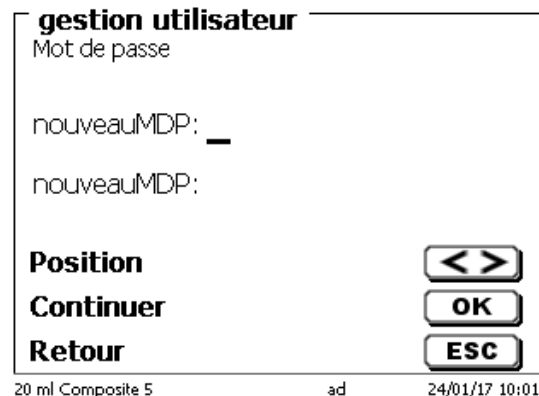 gestion utilisateur
Mot de passe
nouveauMDP:
nouveauMDP:
Position < >
Continuer OK
Retour ESC
20 ml Composite 5 ad 24/01/17 10:01